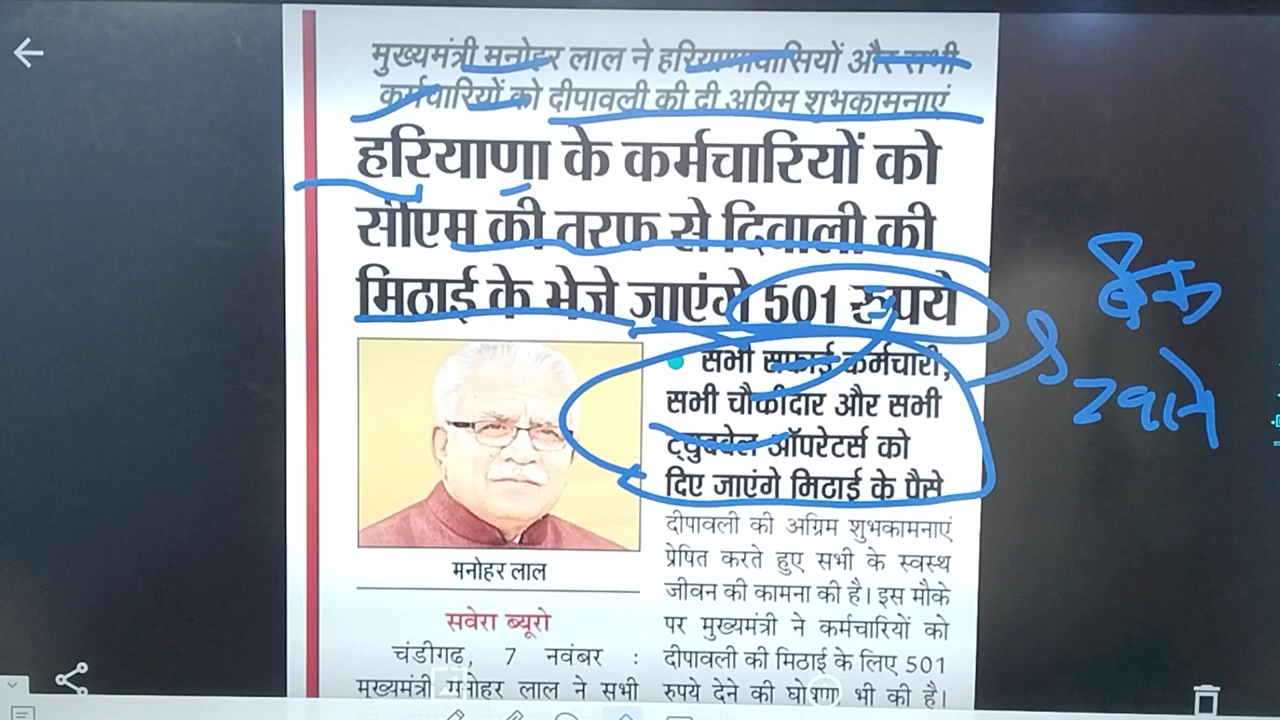 मुख्यमंत्री मनोहर लाल ने हरियाणावासियों और सभी
कर्मचारियों को दीपावली की दी अग्रिम शुभकामनाएं
हरियाणा के कर्मचारियों को
सीएम की तरफ से दिवाली की
मिठाई के भेजे जाएंगे 501 रुपये
सभी सफाई कर्मचारी,
सभी चौकीदार और सभी
ट्युबवेल ऑपरेटर्स को
दिए जाएंगे मिठाई के पैसे
दीपावली की अग्रिम शुभकामनाएं
प्रेषित करते हुए सभी के स्वस्थ
जीवन की कामना की है। इस मौके
पर मुख्यमंत्री ने कर्मचारियों को
दीपावली की मिठाई के लिए 501
रुपये देने की घोषणा भी की है।
मनोहर लाल
सवेरा ब्यूरो
चंडीगढ़, 7 नवंबर :
मुख्यमंत्री मनोहर लाल ने सभी